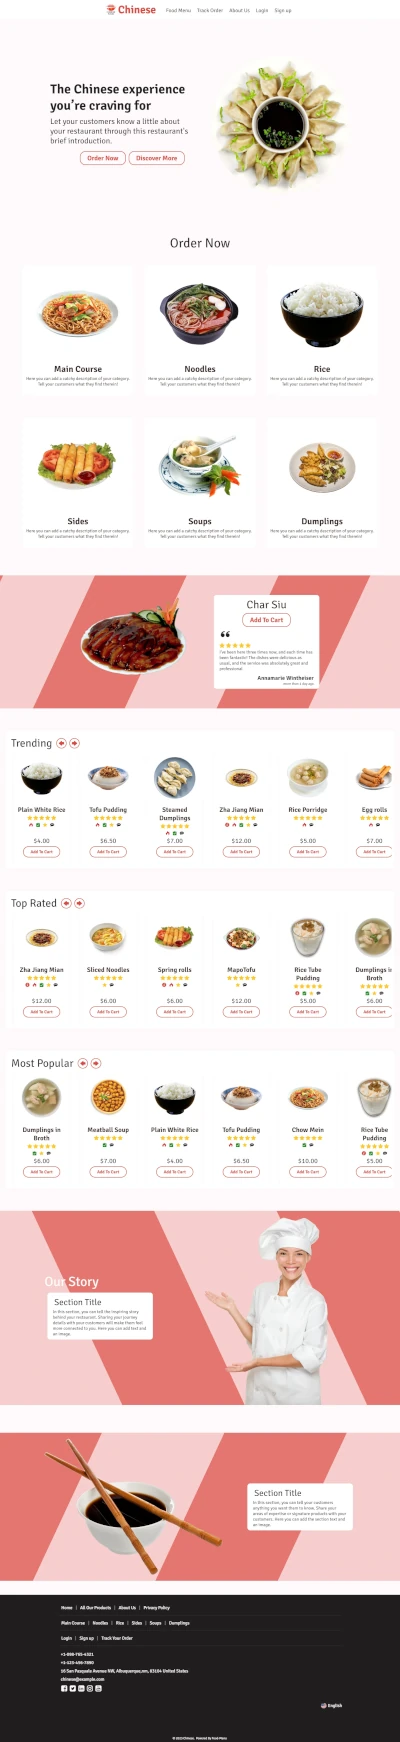 Chinese
Food Menu Track Order About Us Login Sign up
The Chinese experience
you're craving for
Let your customers know a little about
your restaurant through this restaurant's
brief introduction.
Order Now Discover More
Order Now
Main Course Noodles Rice
Here you can add a catchy description of your category. Here you can add a catchy description of your category. Here you can add a catchy description of your category.
Tell your customers what they find therein! Tell your customers what they find therein! Tell your customers what they find therein!
Sides Soups Dumplings
Here you can add a catchy description of your category. Here you can add a catchy description of your category. Here you can add a catchy description of your category.
Tell your customers what they find therein! Tell your customers what they find therein! Tell your customers what they find therein!
Char Siu
Add To Cart
I've been here three times now, and each time has
been fantastic! The dishes were delicious as
usual, and the service was absolutely great and
professional.
Annamarie Wintheiser
more than 1 day ago
Trending
Plain White Rice Tofu Pudding Steamed Dumplings Zha Jiang Mian Rice Porridge Egg rolls
$4.00 $6.50 $7.00 $12.00 $5.00 $7.00
Add To Cart Add To Cart Add To Cart Add To Cart Add To Cart Add To Cart
Top Rated
Zha Jiang Mian Sliced Noodles Spring rolls MapoTofu Rice Tube Pudding Dumplings in Broth
$12.00 $6.00 $6.00 $12.00 $5.00 $6.00
Add To Cart Add To Cart Add To Cart Add To Cart Add To Cart Add To Cart
Most Popular
Dumplings in Broth Meatball Soup Plain White Rice Tofu Pudding Chow Mein Rice Tube Pudding
$6.00 $7.00 $4.00 $6.50 $10.00 $5.00
Add To Cart Add To Cart Add To Cart Add To Cart Add To Cart Add To Cart
Our Story
Section Title
In this section, you can tell the inspiring story
behind your restaurant. Sharing your journey
details with your customers will make them feel
more connected to you. Here you can add text and
an image.
Section Title
In this section, you can tell your customers
anything you want them to know. Share your
areas of expertise or signature products with your
customers. Here you can add the section text and
an image.
Home | All Our Products | About Us | Privacy Policy
Main Course | Noodles | Rice | Sides | Soups | Dumplings
Login | Sign up | Track Your Order
+1-098-765-4321
+1-123-456-7890
16 San Pasquale Avenue NW, Albuquerque,nm, 83104 United States
chinese@example.com
English
© 2023 Chinese. Powered By